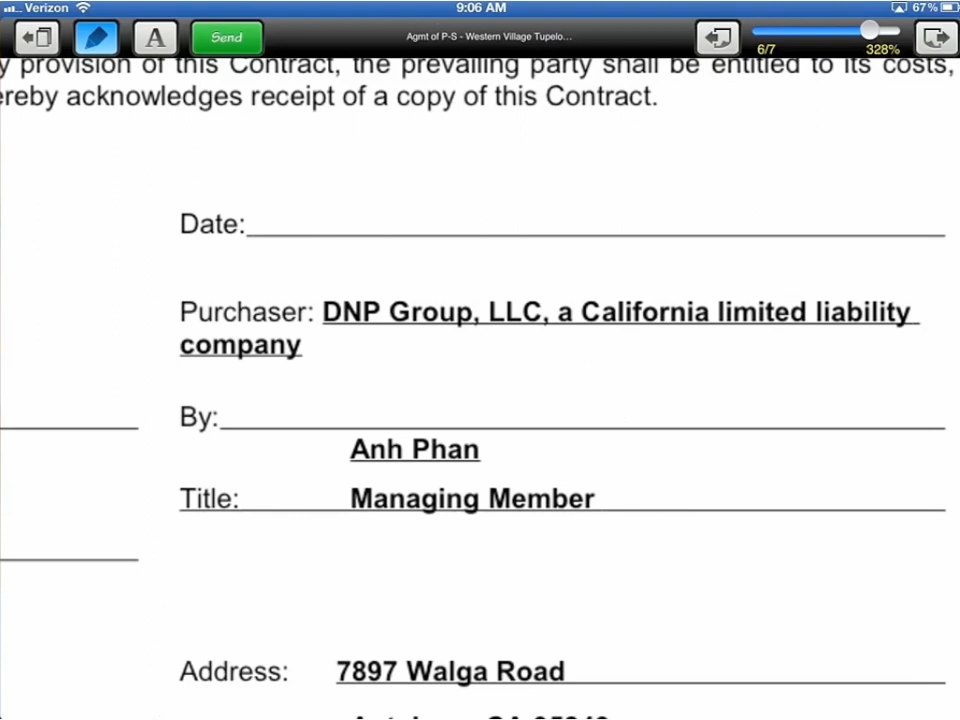 Verizon 9:06 AM 67%
A Send Agmt of P-S - Western Village Tupelo... 6/7 328%
y provision of this Contract, the prevailing party shall be entitled to its costs,
ereby acknowledges receipt of a copy of this Contract.
Date:
Purchaser: DNP Group, LLC, a California limited liability
company
By:
Anh Phan
Title: Managing Member
Address: 7897 Walga Road